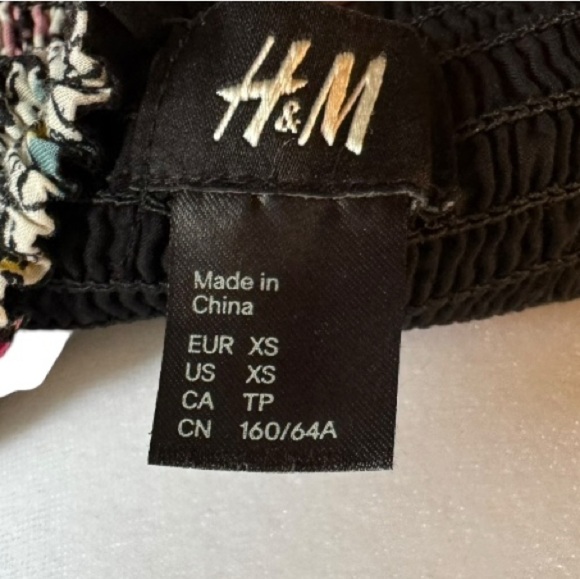 H&M
Made in
China
EUR XS
US XS
CA TP
CN 160/64A